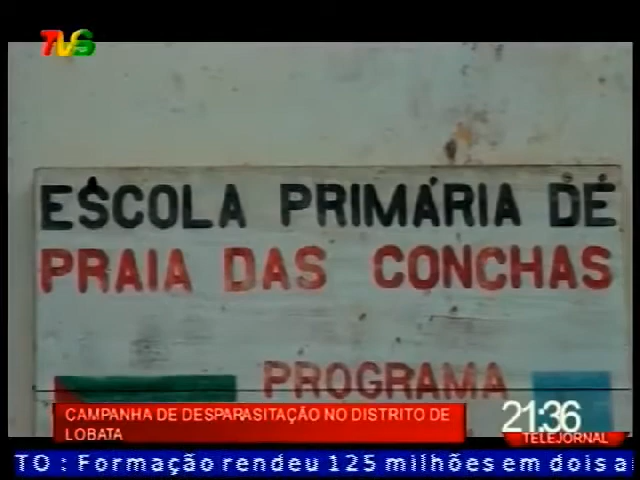 TVS
ESCOLA PRIMÁRIA DE
PRAIA DAS CONCHAS
PROGRAMA
CAMPANHA DE DESPARASITAÇÃO NO DISTRITO DE
LOBATA
21:36
TELEJORNAL
TO : Formação rendeu 125 milhões em dois a